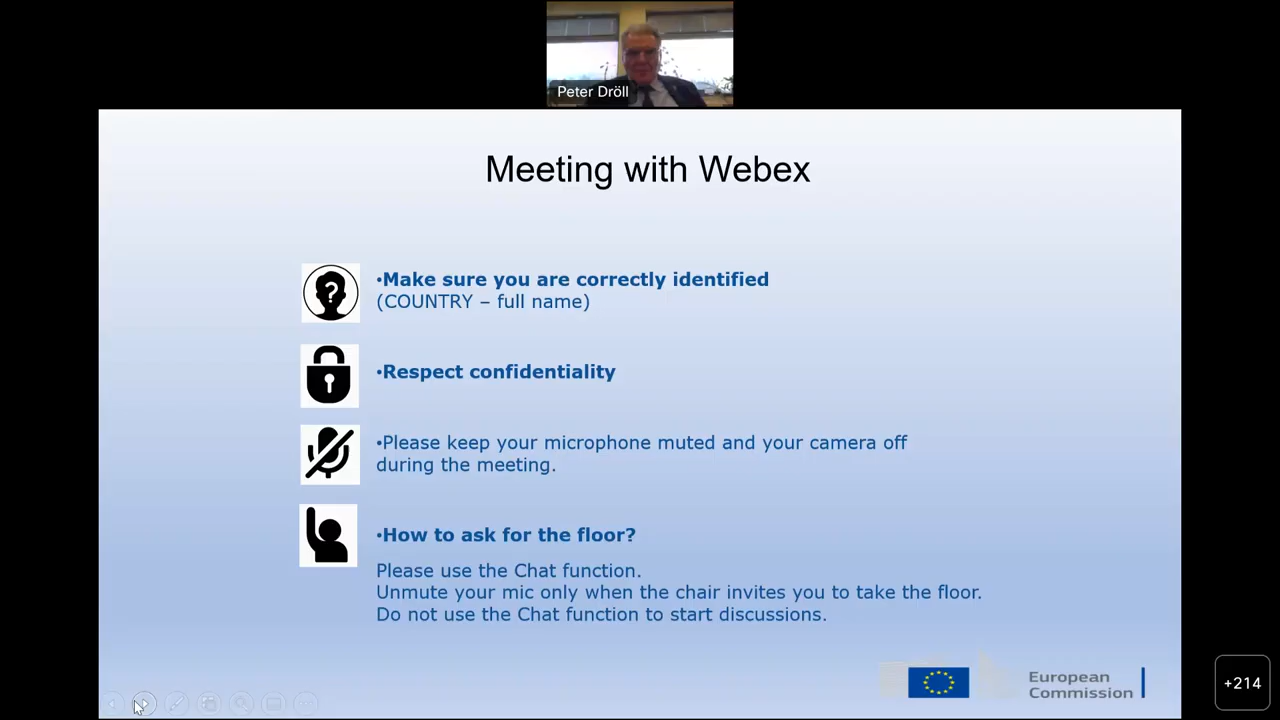 Peter Dröll
Meeting with Webex
•Make sure you are correctly identified
(COUNTRY – full name)
•Respect confidentiality
•Please keep your microphone muted and your camera off
during the meeting.
•How to ask for the floor?
Please use the Chat function.
Unmute your mic only when the chair invites you to take the floor.
Do not use the Chat function to start discussions.
European
Commission
+214